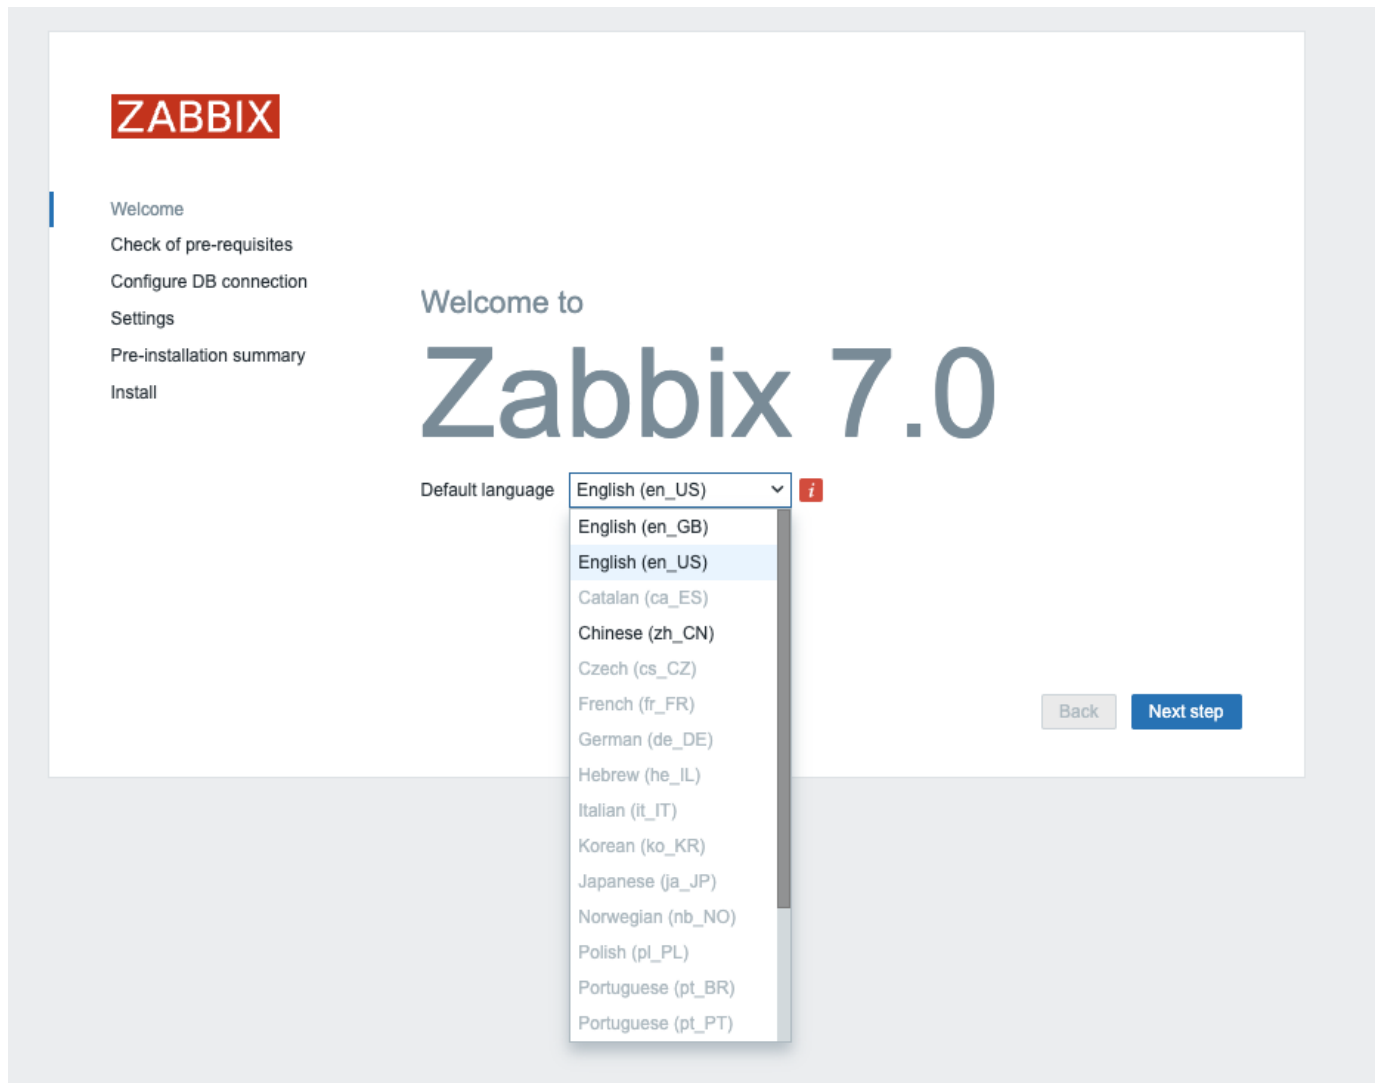 ZABBIX
Welcome
Check of pre-requisites
Configure DB connection
Settings
Pre-installation summary
Install
Welcome to
Zabbix 7.0
Default language English (en_US) i
English (en_GB)
English (en_US)
Catalan (ca_ES)
Chinese (zh_CN)
Czech (cs_CZ)
French (fr_FR)
German (de_DE)
Hebrew (he_IL)
Italian (it_IT)
Korean (ko_KR)
Japanese (ja_JP)
Norwegian (nb_NO)
Polish (pl_PL)
Portuguese (pt_BR)
Portuguese (pt_PT)
Back Next step